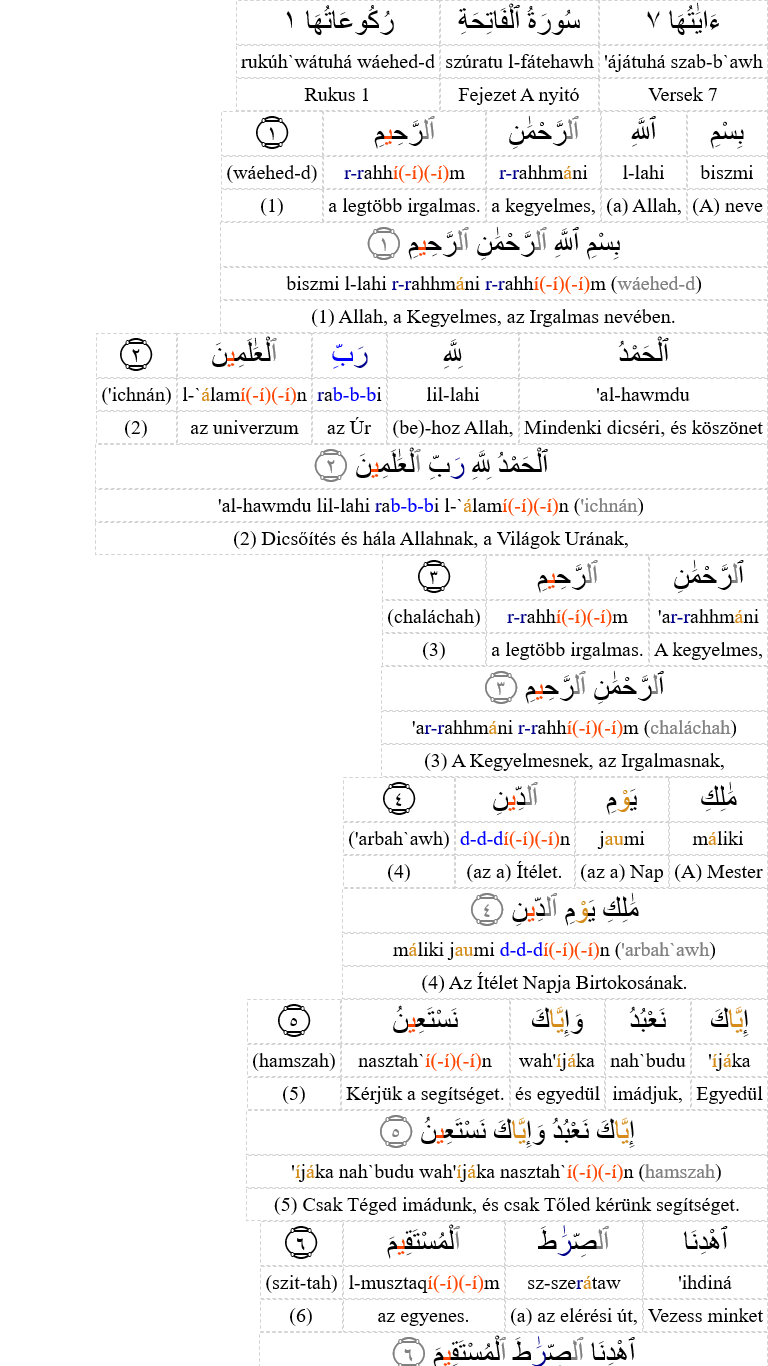 ءَايَٰتُهَا ٧ سُورَةُ ٱلْفَاتِحَةِ رُكُوعَاتُهَا ١
'ájátuhá szab-b`awh szúratu l-fátehawh rukúh`wátuhá wáehed-d
Versek 7 Fejezet A nyitó Rukus 1
بِسْمِ ٱللَّهِ ٱلرَّحْمَٰنِ ٱلرَّحِيمِ ١
biszmi l-lahi r-rahhmáni r-rahhí(-í)(-í)m (wáehed-d)
(A) neve (a) Allah, a kegyelmes, a legtöbb irgalmas. (1)
بِسْمِ ٱللَّهِ ٱلرَّحْمَٰنِ ٱلرَّحِيمِ ١
biszmi l-lahi r-rahhmáni r-rahhí(-í)(-í)m (wáehed-d)
(1) Allah, a Kegyelmes, az Irgalmas nevében.
ٱلْحَمْدُ لِلَّهِ رَبِّ ٱلْعَٰلَمِينَ ٢
'al-hawmdu lil-lahi rab-b-bi l-`álamí(-í)(-í)n ('ichnán)
Mindenki dicséri, és köszönet (be)-hoz Allah, az Úr az univerzum (2)
ٱلْحَمْدُ لِلَّهِ رَبِّ ٱلْعَٰلَمِينَ ٢
'al-hawmdu lil-lahi rab-b-bi l-`álamí(-í)(-í)n ('ichnán)
(2) Dicsőítés és hála Allahnak, a Világok Urának,
ٱلرَّحْمَٰنِ ٱلرَّحِيمِ ٣
'ar-rahhmáni r-rahhí(-í)(-í)m (chaláchah)
A kegyelmes, a legtöbb irgalmas. (3)
ٱلرَّحْمَٰنِ ٱلرَّحِيمِ ٣
'ar-rahhmáni r-rahhí(-í)(-í)m (chaláchah)
(3) A Kegyelmesnek, az Irgalmasnak,
مَٰلِكِ يَوْمِ ٱلدِّينِ ٤
máliki jaumi d-d-dí(-í)(-í)n ('arbah`awh)
(A) Mester (az a) Nap (az a) Ítélet. (4)
مَٰلِكِ يَوْمِ ٱلدِّينِ ٤
máliki jaumi d-d-dí(-í)(-í)n ('arbah`awh)
(4) Az Ítélet Napja Birtokosának.
إِيَّاكَ نَعْبُدُ وَإِيَّاكَ نَسْتَعِينُ ٥
'íjáka nah`budu wah'íjáka nasztah`í(-í)(-í)n (hamszah)
Egyedül imádjuk, és egyedül Kérjük a segítséget. (5)
إِيَّاكَ نَعْبُدُ وَإِيَّاكَ نَسْتَعِينُ ٥
'íjáka nah`budu wah'íjáka nasztah`í(-í)(-í)n (hamszah)
(5) Csak Téged imádunk, és csak Tőled kérünk segítséget.
ٱهْدِنَا ٱلصِّرَٰطَ ٱلْمُسْتَقِيمَ ٦
'ihdiná sz-szerátaw l-musztaqí(-í)(-í)m (szit-tah)
Vezess minket (a) az elérési út, az egyenes. (6)
ٱهْدِنَا ٱلصِّرَٰطَ ٱلْمُسْتَقِيمَ ٦